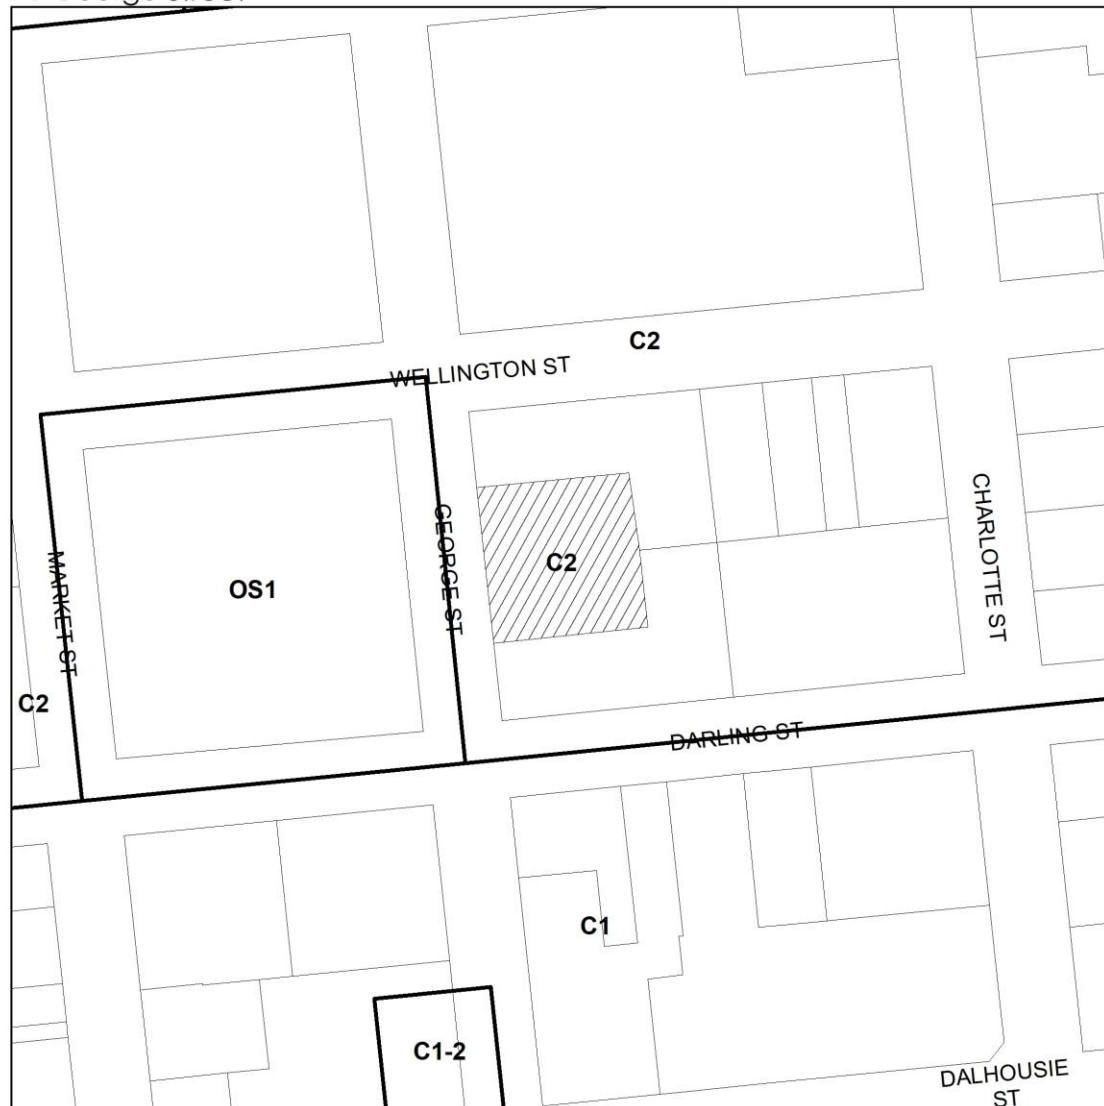 C2
WELLINGTON ST
GEORGE ST
CHARLOTTE ST
C2
OS1
MARKET ST
C2
DARLING ST
C1
C1-2
DALHOUSIE
ST